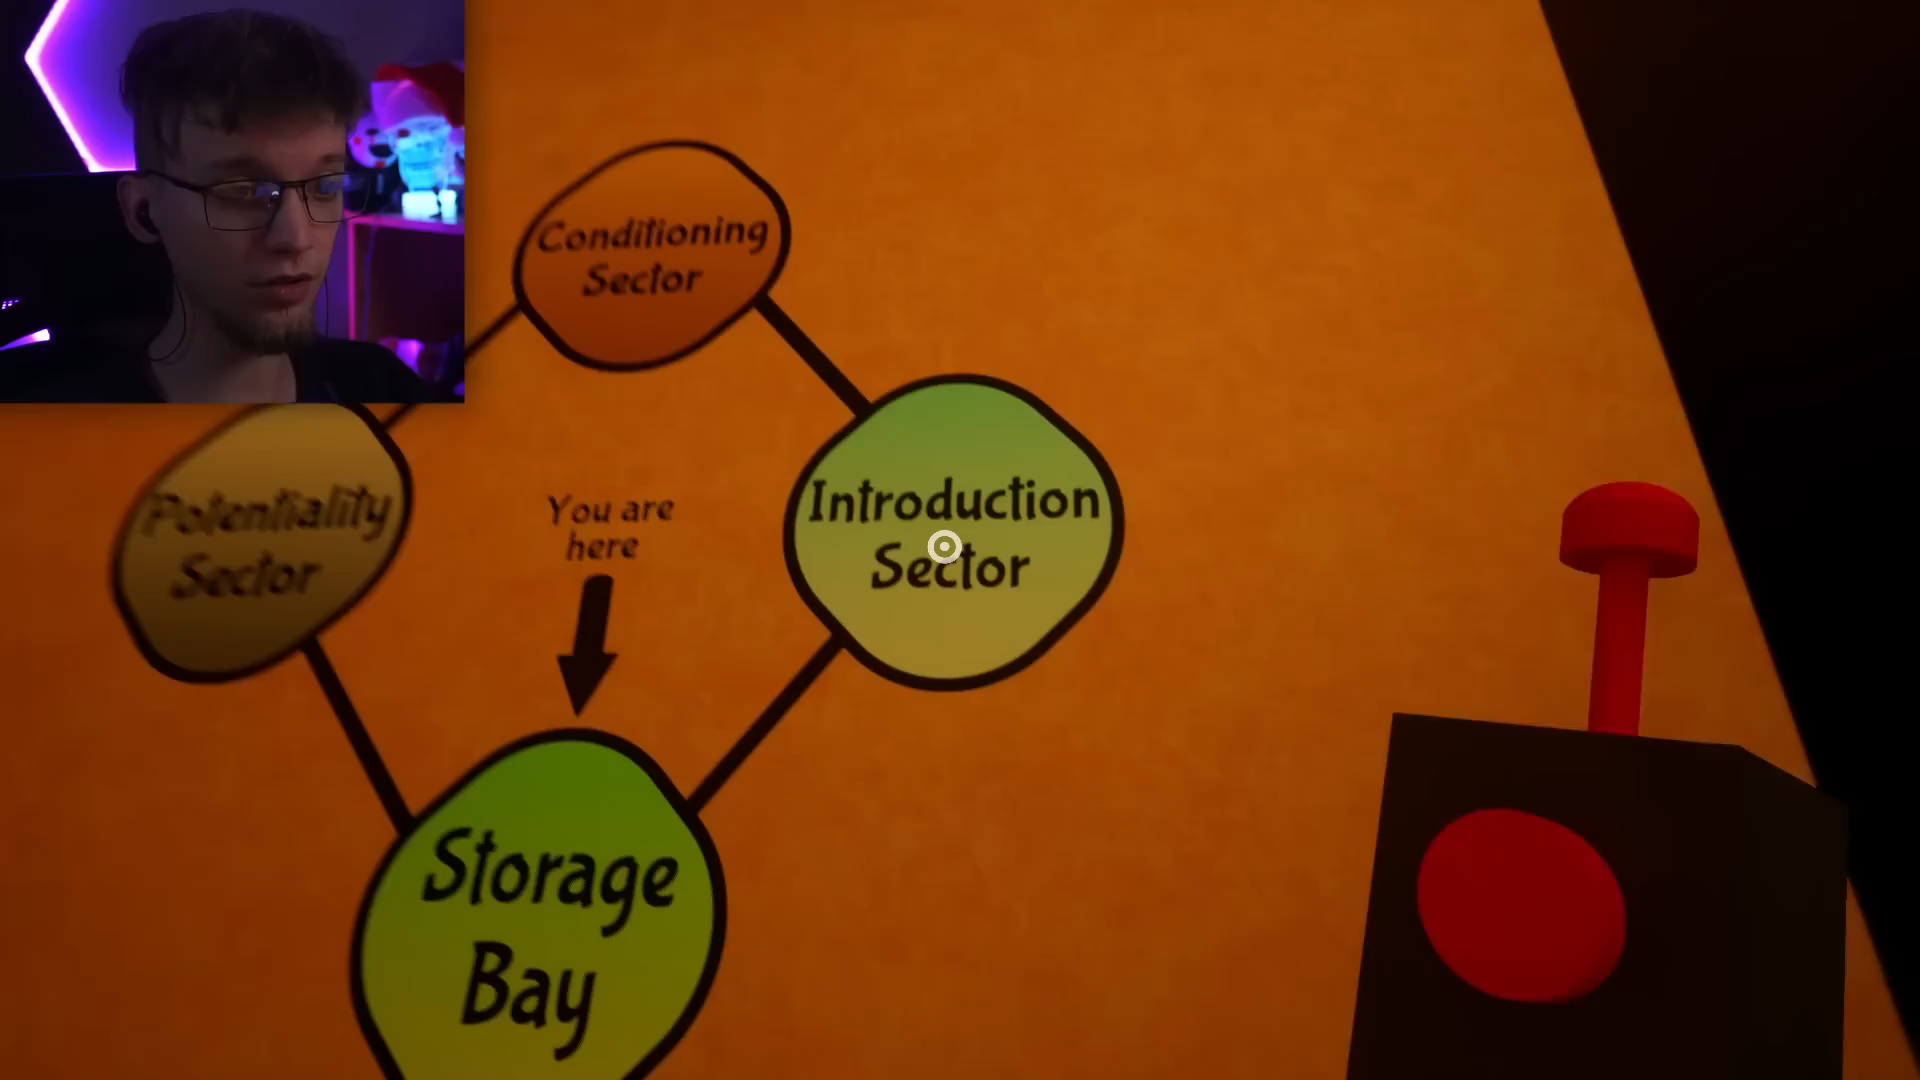 Conditioning
Sector
Introduction
Sector
Potentiality
Sector
You are
here
Storage
Bay